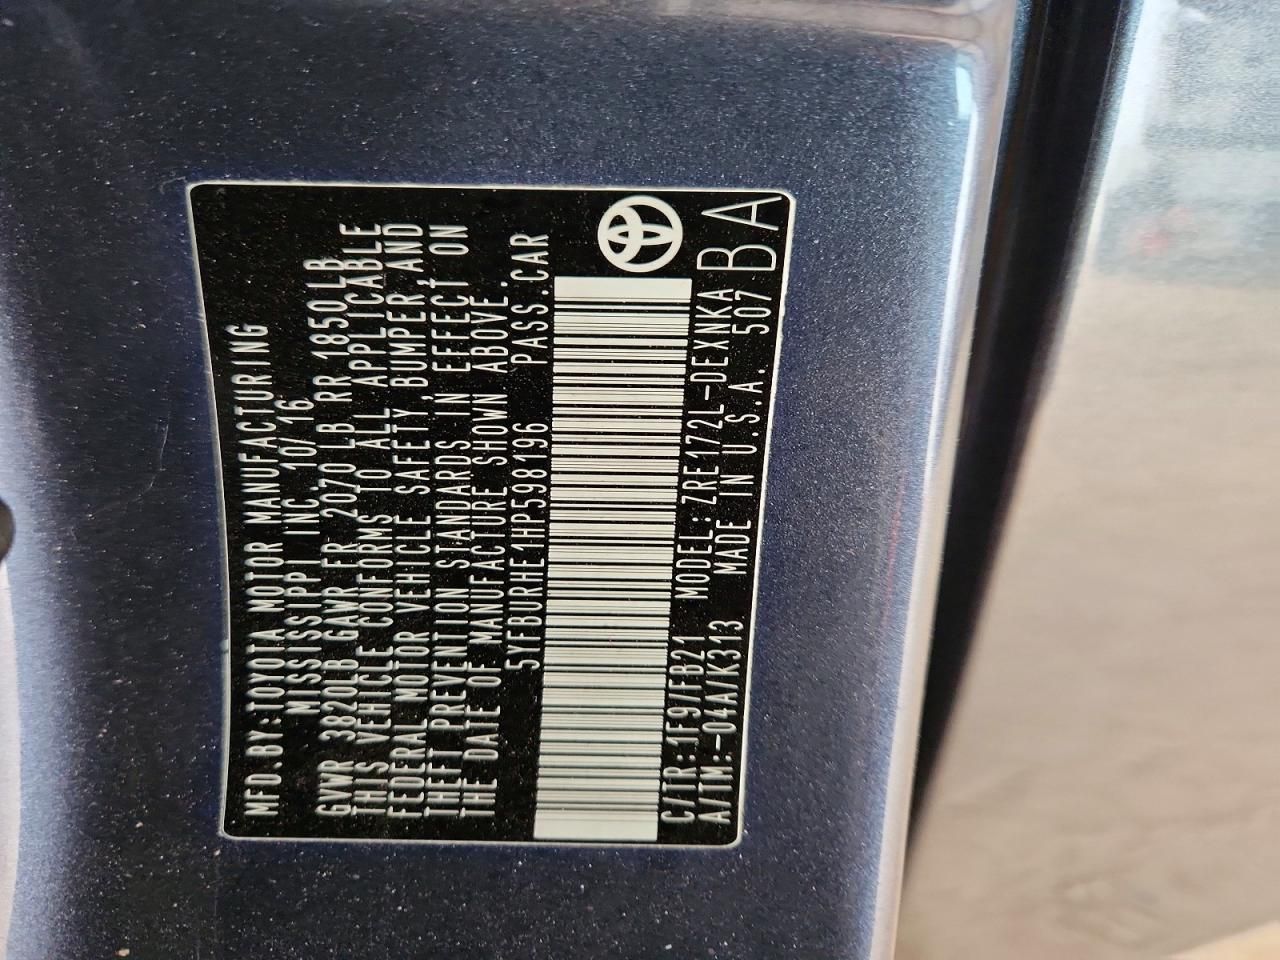 MFD.BY:TOYOTA MOTOR MANUFACTURING
MISSISSIPPI INC. 10/16
GVWR 3820LB GAWR FR 2070 LB RR 1850LB
THIS VEHICLE CONFORMS TO ALL APPLICABLE
FEDERAL MOTOR VEHICLE SAFETY, BUMPER, AND
THEFT PREVENTION STANDARDS IN EFFECT ON
THE DATE OF MANUFACTURE SHOWN ABOVE.
5YFBURHE1HP598196 PASS.CAR
C/TR:1F9/FB21 MODEL:ZRE172L-DEXNKA
A/TM:-04A/K313 MADE IN U.S.A. 507 BA